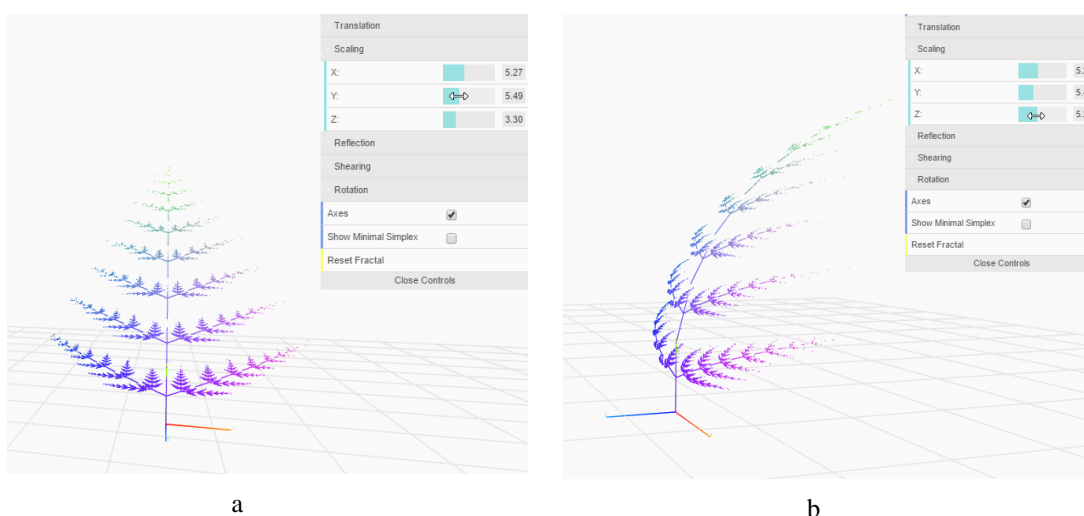 Translation
Scaling
X: 5.27
Y: 5.49
Z: 3.30
Reflection
Shearing
Rotation
Axes
Show Minimal Simplex
Reset Fractal
Close Controls
a
Translation
Scaling
X:
Y:
Z:
Reflection
Shearing
Rotation
Axes
Show Minimal Simplex
Reset Fractal
Close Controls
b